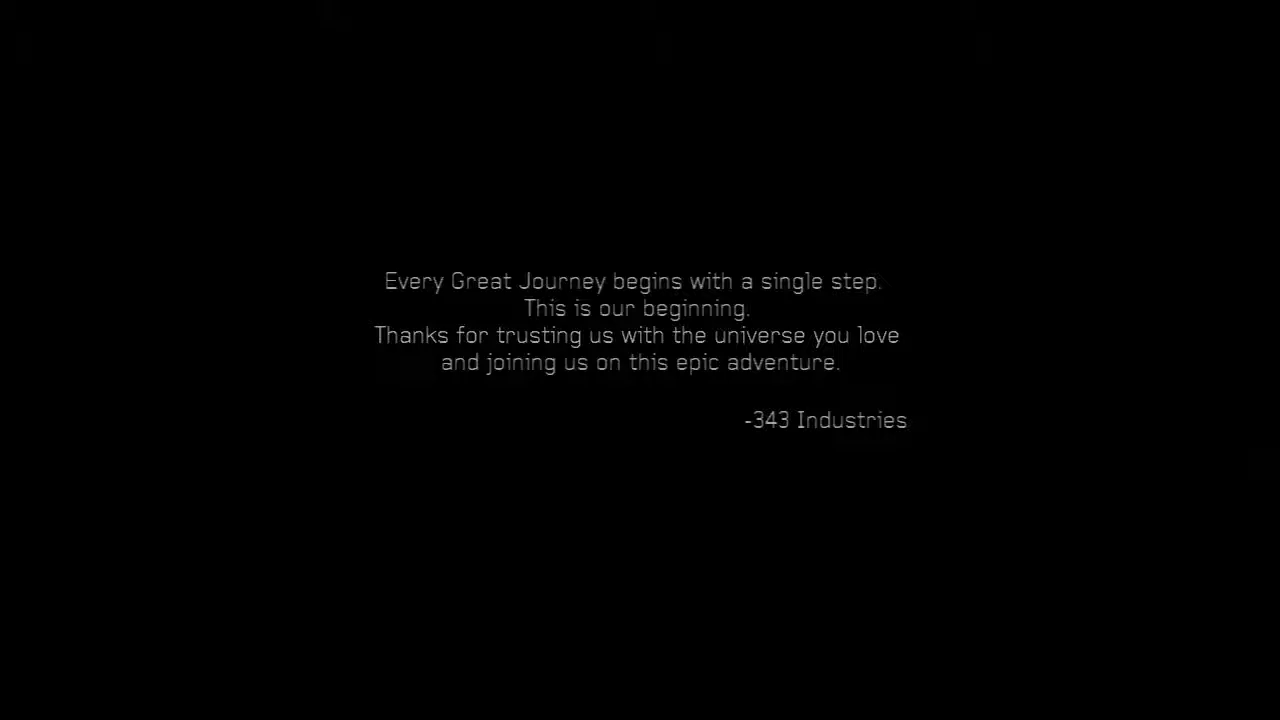 Every Great Journey begins with a single step.
This is our beginning.
Thanks for trusting us with the universe you love
and joining us on this epic adventure.
-343 Industries